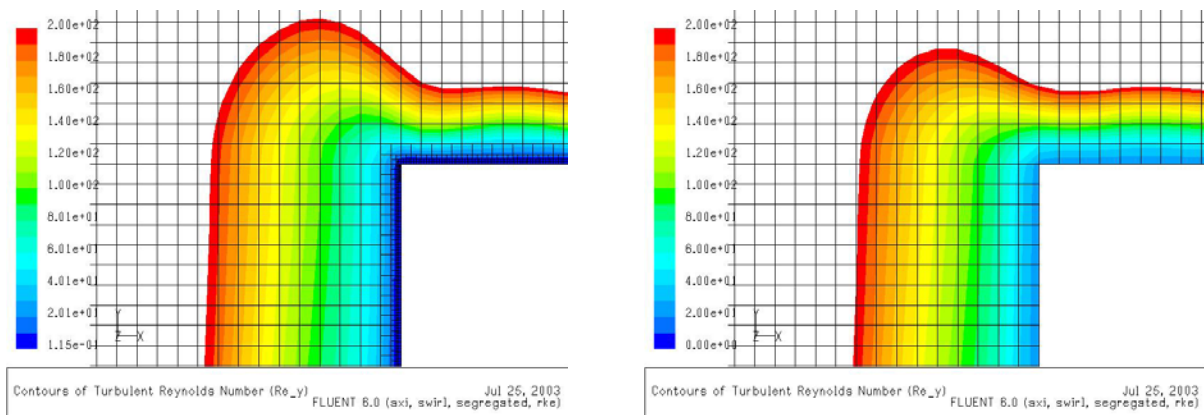 2.00e+02
1.80e+02
1.60e+02
1.40e+02
1.20e+02
1.00e+02
8.01e+01
6.01e+01
4.01e+01
2.01e+01
1.15e-01
Y
Z X
Contours of Turbulent Reynolds Number (Re_y) Jul 25, 2003
FLUENT 6.0 (axi, swirl, segregated, rke)
2.00e+02
1.80e+02
1.60e+02
1.40e+02
1.20e+02
1.00e+02
8.00e+01
6.00e+01
4.00e+01
2.00e+01
0.00e+00
Y
Z X
Contours of Turbulent Reynolds Number (Re_y) Jul 25, 2003
FLUENT 6.0 (axi, swirl, segregated, rke)